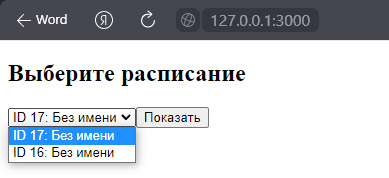 Word
127.0.0.1:3000
Выберите расписание
ID 17: Без имени
Показать
ID 17: Без имени
ID 16: Без имени